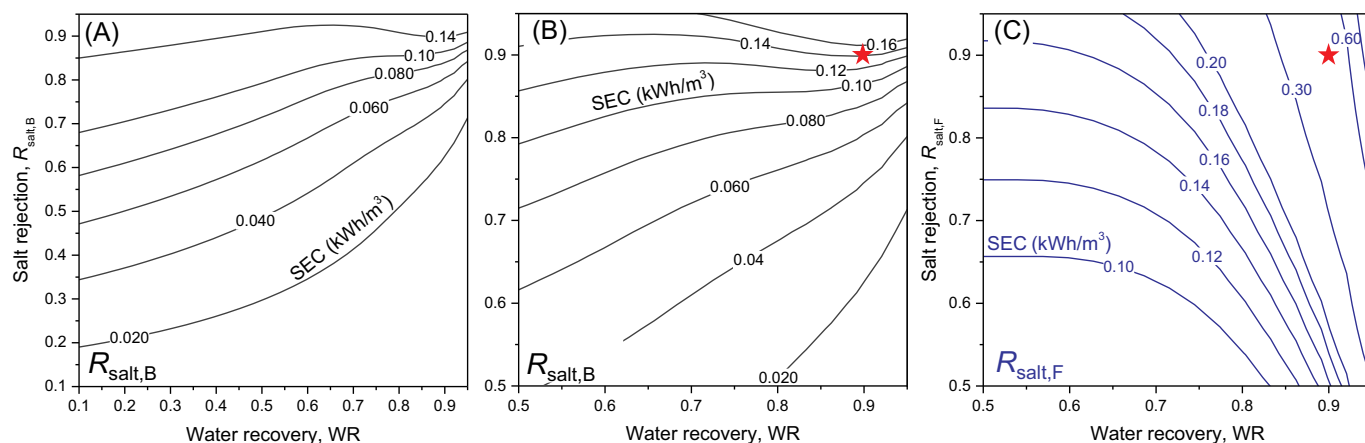 (A)
0.14
0.10
0.080
0.060
0.040
0.020
SEC (kWh/m³)
R_salt,B
Salt rejection, R_salt,B
0.9
0.8
0.7
0.6
0.5
0.4
0.3
0.2
0.1
0.1 0.2 0.3 0.4 0.5 0.6 0.7 0.8 0.9
Water recovery, WR
(B)
0.16
0.14
0.12
0.10
SEC (kWh/m³)
0.080
0.060
0.04
0.020
R_salt,B
0.9
0.8
0.7
0.6
0.5
0.5 0.6 0.7 0.8 0.9
Water recovery, WR
(C)
0.60
0.20
0.30
0.18
0.16
0.14
0.12
0.10
SEC (kWh/m³)
R_salt,F
Salt rejection, R_salt,F
0.9
0.8
0.7
0.6
0.5
0.5 0.6 0.7 0.8 0.9
Water recovery, WR